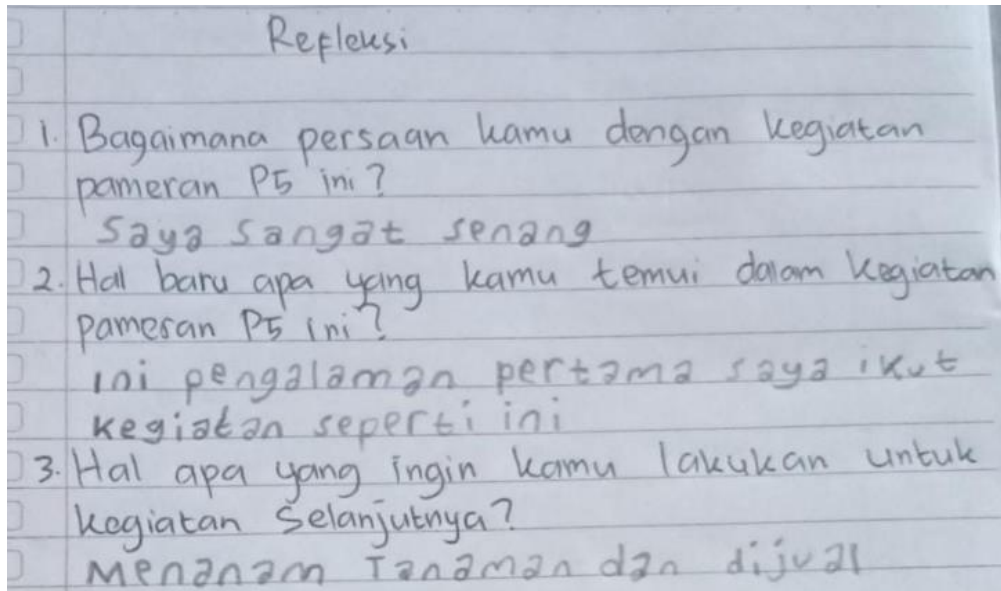 Refleksi
1. Bagaimana persaan kamu dengan kegiatan
pameran P5 ini?
Saya sangat senang
2. Hal baru apa yang kamu temui dalam kegiatan
pameran P5 ini?
ini pengalaman pertama saya ikut
kegiatan seperti ini
3. Hal apa yang ingin kamu lakukan untuk
kegiatan Selanjutnya?
Menanam Tanaman dan dijual